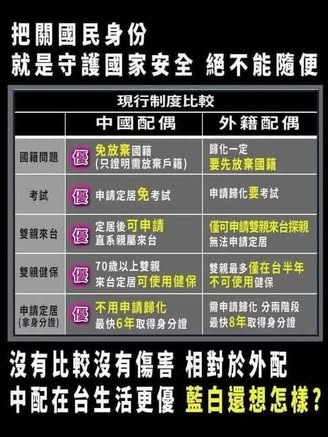 把關國民身份
就是守護國家安全 絕不能隨便
現行制度比較
中國配偶 外籍配偶
國籍問題 優 免放棄國籍 (只證明需放棄戶籍) 歸化一定 要先放棄國籍
考試 優 申請定居免考試 申請歸化要考試
雙親來台 優 定居後可申請 直系親屬來台 僅可申請雙親來台探親 無法申請定居
雙親健保 優 70歲以上雙親 來台定居可使用健保 雙親最多僅在台半年 不可使用健保
申請定居 (拿身分證) 優 不用申請歸化 最快6年取得身分證 需申請歸化 分兩階段 最快8年取得身分證
沒有比較沒有傷害 相對於外配
中配在台生活更優 藍白還想怎樣?